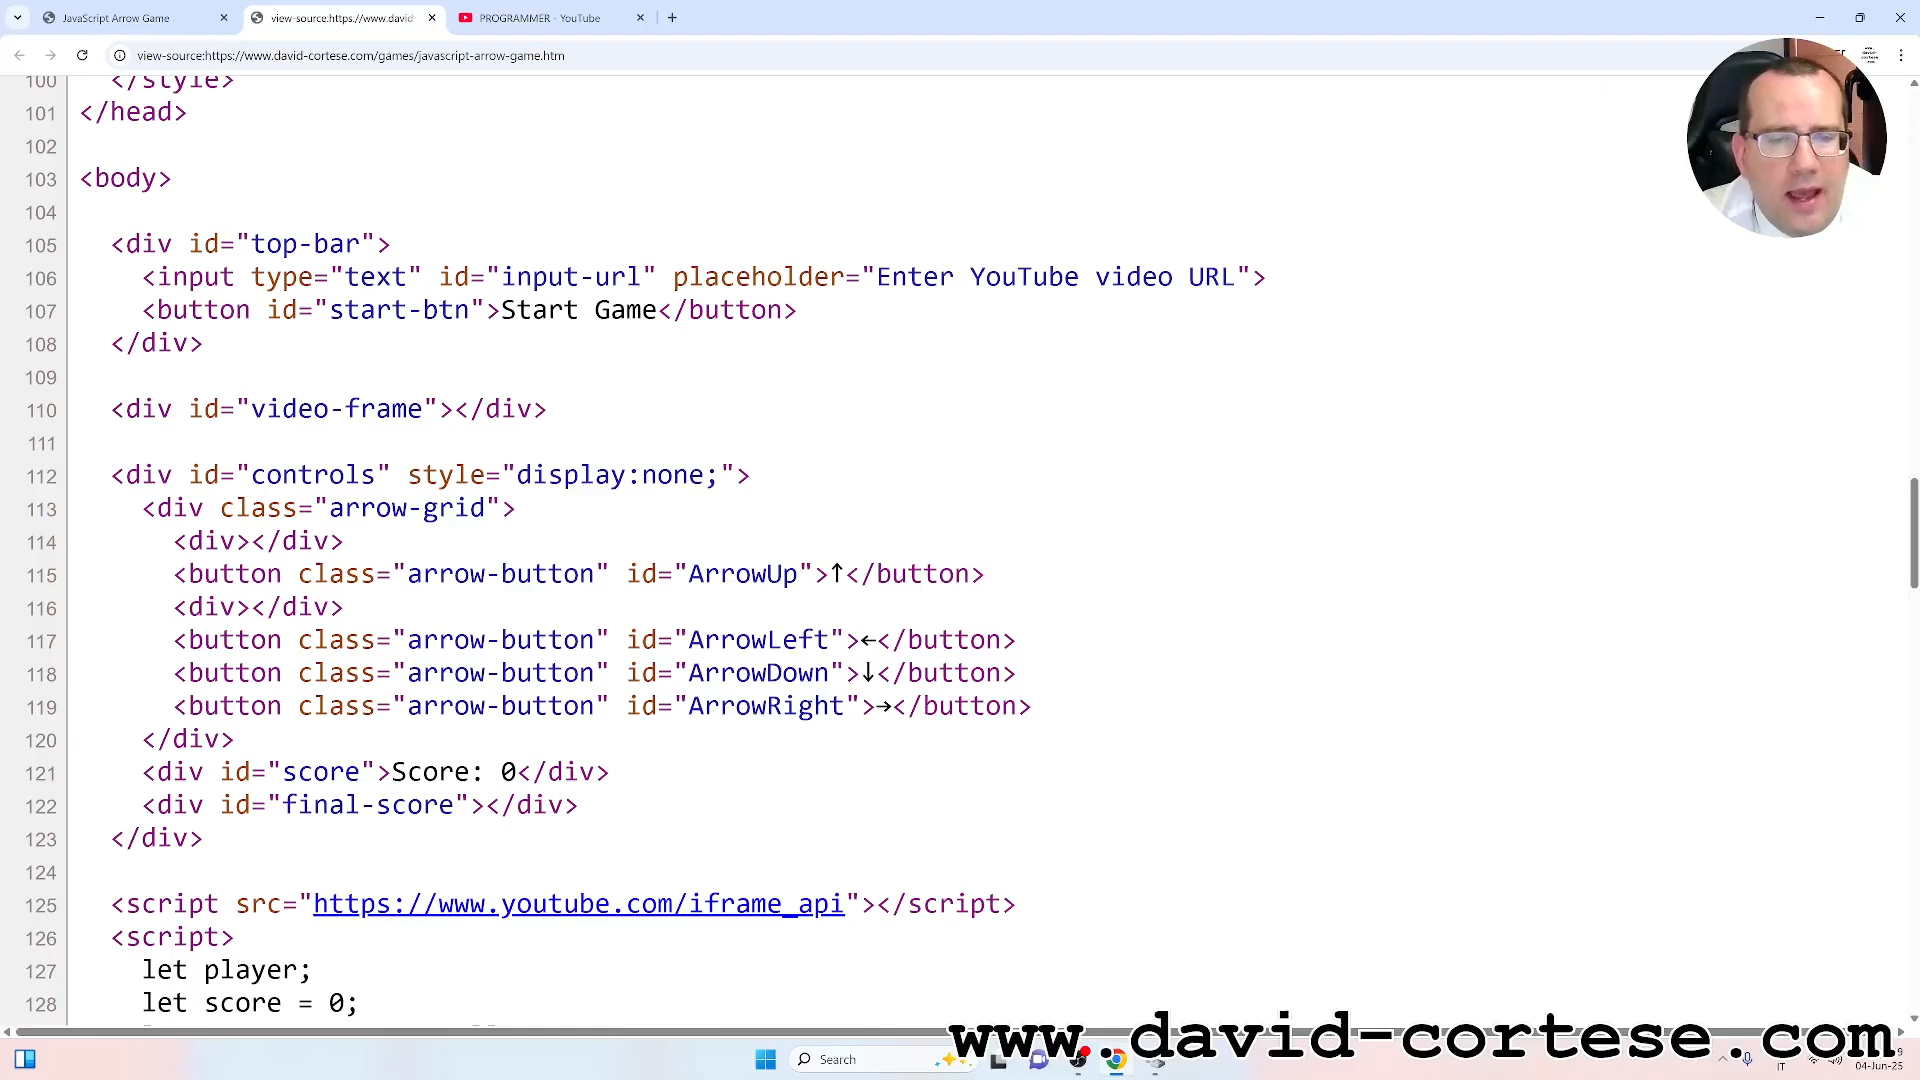 JavaScript Arrow Game
view-source:https://www.david
PROGRAMMER - YouTube
view-source:https://www.david-cortese.com/games/javascript-arrow-game.htm
100 </style>
101 </head>
102
103 <body>
104
105 <div id="top-bar">
106 <input type="text" id="input-url" placeholder="Enter YouTube video URL">
107 <button id="start-btn">Start Game</button>
108 </div>
109
110 <div id="video-frame"></div>
111
112 <div id="controls" style="display:none;">
113 <div class="arrow-grid">
114 <div></div>
115 <button class="arrow-button" id="ArrowUp">↑</button>
116 <div></div>
117 <button class="arrow-button" id="ArrowLeft">←</button>
118 <button class="arrow-button" id="ArrowDown">↓</button>
119 <button class="arrow-button" id="ArrowRight">→</button>
120 </div>
121 <div id="score">Score: 0</div>
122 <div id="final-score"></div>
123 </div>
124
125 <script src="https://www.youtube.com/iframe_api"></script>
126 <script>
127 let player;
128 let score = 0;
www.david-cortese.com
Search
IT
04-Jun-25